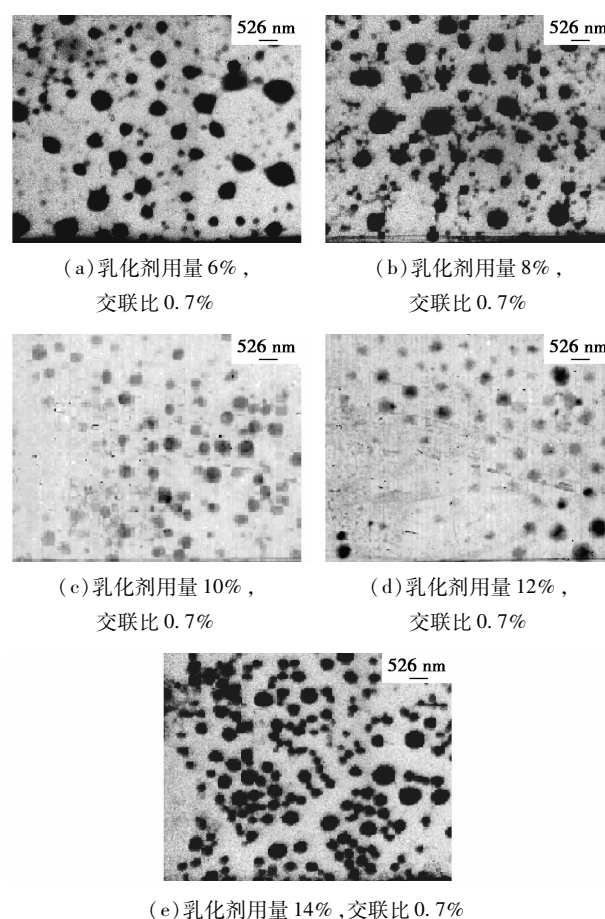 526 nm
526 nm
(a)乳化剂用量 6%，
交联比 0.7%
(b)乳化剂用量 8%，
交联比 0.7%
526 nm
526 nm
(c)乳化剂用量 10%，
交联比 0.7%
(d)乳化剂用量 12%，
交联比 0.7%
526 nm
(e)乳化剂用量 14%，交联比 0.7%